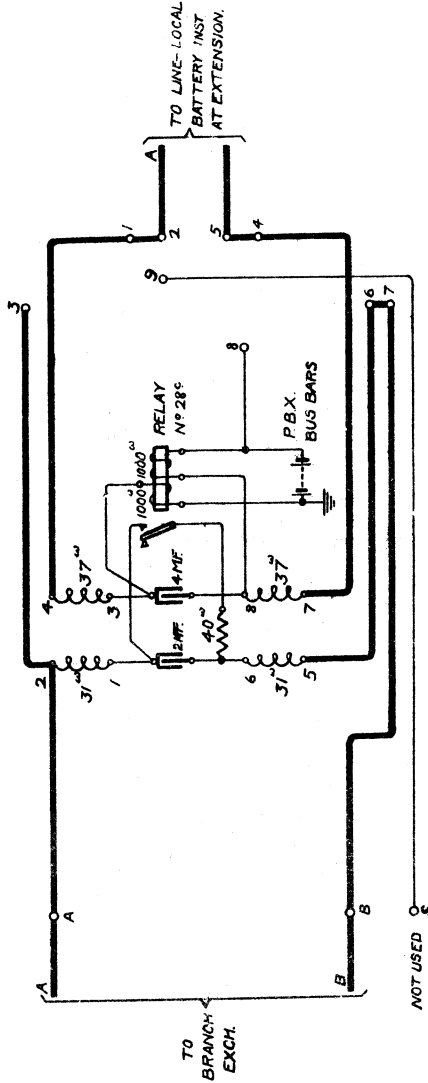 TO LINE-LOCAL
BATTERY INST
AT EXTENSION.
A
1
2
5
4
9
3
6
7
8
RELAY
Nº 28c
1000ω
1000ω
P.B.X.
BUS BARS
4
37ω
3
4 MF.
8
37ω
7
2
31ω
1
2 MF.
40ω
6
31ω
5
A
A
B
B
TO
BRANCH
EXCH.
NOT USED